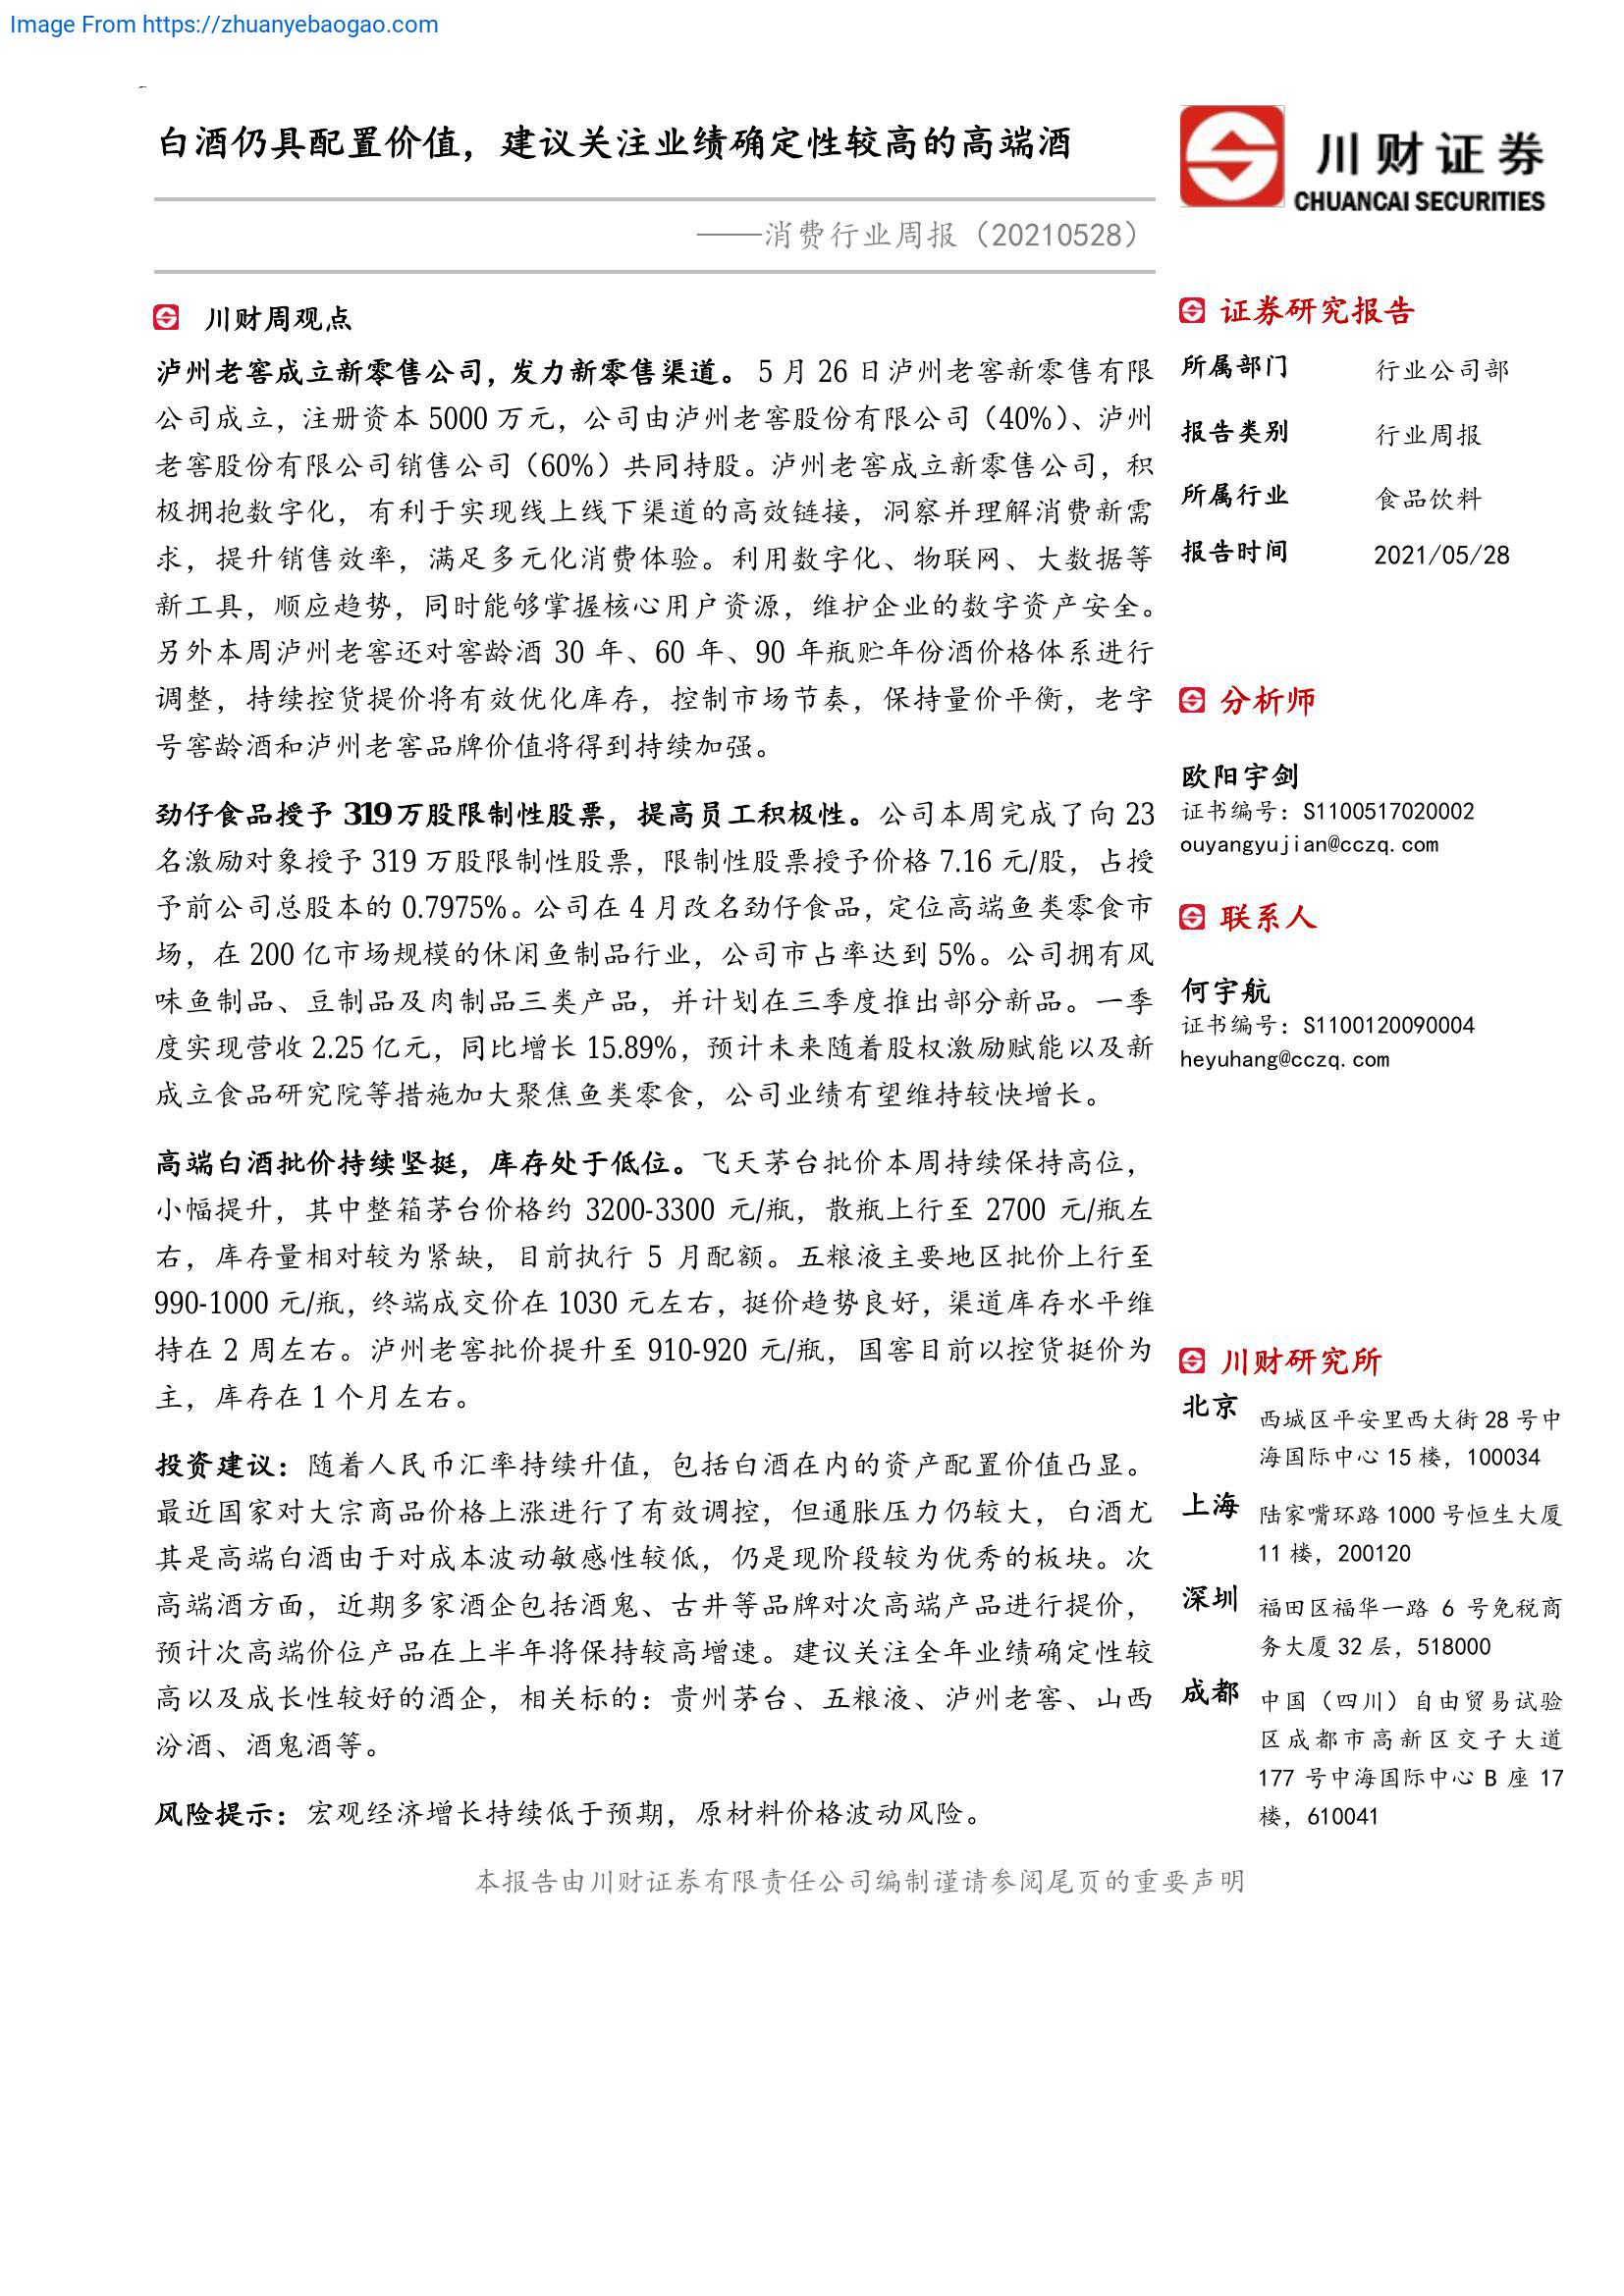 Image From https://zhuanyebaogao.com
白酒仍具配置价值，建议关注业绩确定性较高的高端酒
——消费行业周报（20210528）
川财证券
CHUANCAI SECURITIES
川财周观点
泸州老窖成立新零售公司，发力新零售渠道。5 月 26 日泸州老窖新零售有限
公司成立，注册资本 5000 万元，公司由泸州老窖股份有限公司（40%）、泸州
老窖股份有限公司销售公司（60%）共同持股。泸州老窖成立新零售公司，积
极拥抱数字化，有利于实现线上线下渠道的高效链接，洞察并理解消费新需
求，提升销售效率，满足多元化消费体验。利用数字化、物联网、大数据等
新工具，顺应趋势，同时能够掌握核心用户资源，维护企业的数字资产安全。
另外本周泸州老窖还对窖龄酒 30 年、60 年、90 年瓶贮年份酒价格体系进行
调整，持续控货提价将有效优化库存，控制市场节奏，保持量价平衡，老字
号窖龄酒和泸州老窖品牌价值将得到持续加强。
劲仔食品授予 319 万股限制性股票，提高员工积极性。公司本周完成了向 23
名激励对象授予 319 万股限制性股票，限制性股票授予价格 7.16 元/股，占授
予前公司总股本的 0.7975%。公司在 4 月改名劲仔食品，定位高端鱼类零食市
场，在 200 亿市场规模的休闲鱼制品行业，公司市占率达到 5%。公司拥有风
味鱼制品、豆制品及肉制品三类产品，并计划在三季度推出部分新品。一季
度实现营收 2.25 亿元，同比增长 15.89%，预计未来随着股权激励赋能以及新
成立食品研究院等措施加大聚焦鱼类零食，公司业绩有望维持较快增长。
高端白酒批价持续坚挺，库存处于低位。飞天茅台批价本周持续保持高位，
小幅提升，其中整箱茅台价格约 3200-3300 元/瓶，散瓶上行至 2700 元/瓶左
右，库存量相对较为紧缺，目前执行 5 月配额。五粮液主要地区批价上行至
990-1000 元/瓶，终端成交价在 1030 元左右，挺价趋势良好，渠道库存水平维
持在 2 周左右。泸州老窖批价提升至 910-920 元/瓶，国窖目前以控货挺价为
主，库存在 1 个月左右。
投资建议：随着人民币汇率持续升值，包括白酒在内的资产配置价值凸显。
最近国家对大宗商品价格上涨进行了有效调控，但通胀压力仍较大，白酒尤
其是高端白酒由于对成本波动敏感性较低，仍是现阶段较为优秀的板块。次
高端酒方面，近期多家酒企包括酒鬼、古井等品牌对次高端产品进行提价，
预计次高端价位产品在上半年将保持较高增速。建议关注全年业绩确定性较
高以及成长性较好的酒企，相关标的：贵州茅台、五粮液、泸州老窖、山西
汾酒、酒鬼酒等。
风险提示：宏观经济增长持续低于预期，原材料价格波动风险。
证券研究报告
所属部门 行业公司部
报告类别 行业周报
所属行业 食品饮料
报告时间 2021/05/28
分析师
欧阳宇剑
证书编号：S1100517020002
ouyangyujian@cczq.com
联系人
何宇航
证书编号：S1100120090004
heyuhang@cczq.com
川财研究所
北京 西城区平安里西大街 28 号中
海国际中心 15 楼，100034
上海 陆家嘴环路 1000 号恒生大厦
11 楼，200120
深圳 福田区福华一路 6 号免税商
务大厦 32 层，518000
成都 中国（四川）自由贸易试验
区成都市高新区交子大道
177 号中海国际中心 B 座 17
楼，610041
本报告由川财证券有限责任公司编制谨请参阅尾页的重要声明